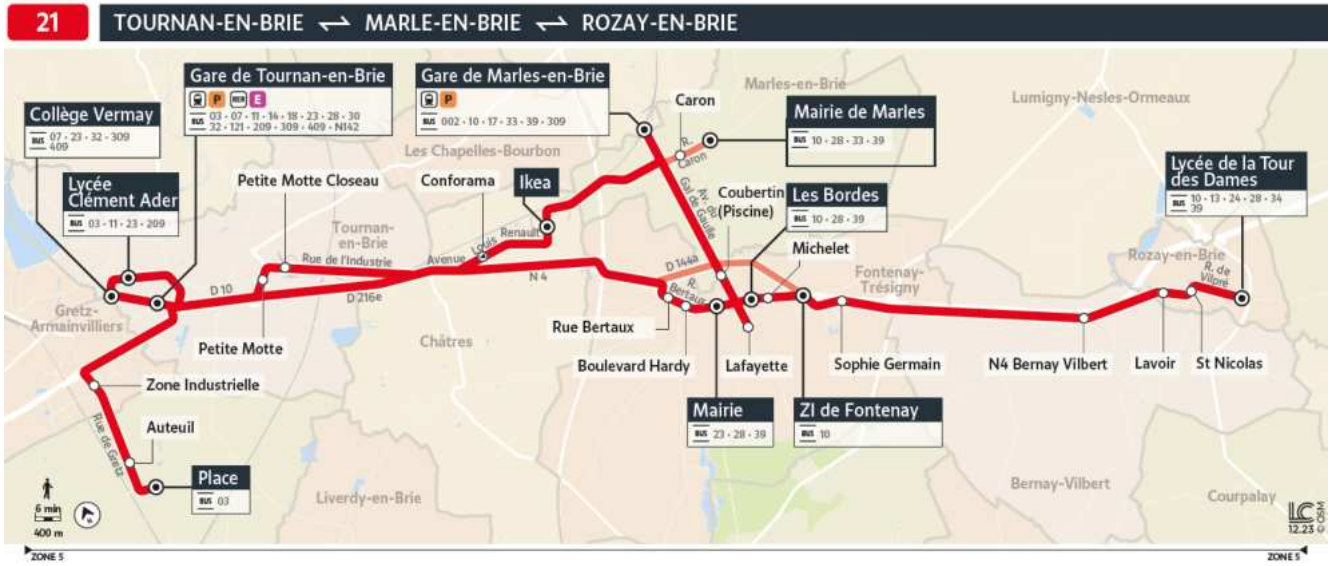 21 TOURNAN-EN-BRIE ⇌ MARLE-EN-BRIE ⇌ ROZAY-EN-BRIE
Gare de Tournan-en-Brie
P RER E
BUS 03 • 07 • 11 • 14 • 18 • 23 • 28 • 30
32 • 121 • 209 • 309 • 409 • N142
Gare de Marles-en-Brie
P
BUS 002 • 10 • 17 • 33 • 39 • 309
Collège Vermay
BUS 07 • 23 • 32 • 309
409
Lycée
Clément Ader
BUS 03 • 11 • 23 • 209
Les Chapelles-Bourbon
Petite Motte Closeau
Conforama
Ikea
Caron
Marles-en-Brie
Mairie de Marles
BUS 10 • 28 • 33 • 39
R.
Caron
Lumigny-Nesles-Ormeaux
Lycée de la Tour
des Dames
BUS 10 • 13 • 24 • 28 • 34
39
Coubertin
(Piscine)
Les Bordes
BUS 10 • 28 • 39
Michelet
Av. du
Gal de Gaulle
Tournan-
en-Brie
Rue de l'Industrie
Avenue Louis Renault
N 4
D 144a
D 10
D 216e
R.
Bertaux
Fontenay-
Trésigny
Rozay-en-Brie
R. de
Vilpré
Gretz-
Armainvilliers
Petite Motte
Châtres
Rue Bertaux
Boulevard Hardy
Lafayette
Sophie Germain
N4 Bernay Vilbert
Lavoir
St Nicolas
Zone Industrielle
Rue de Gretz
Auteuil
Mairie
BUS 23 • 28 • 39
ZI de Fontenay
BUS 10
Place
BUS 03
Liverdy-en-Brie
Bernay-Vilbert
Courpalay
6 min
400 m
N
LC
12.23 © OSM
ZONE 5
ZONE 5